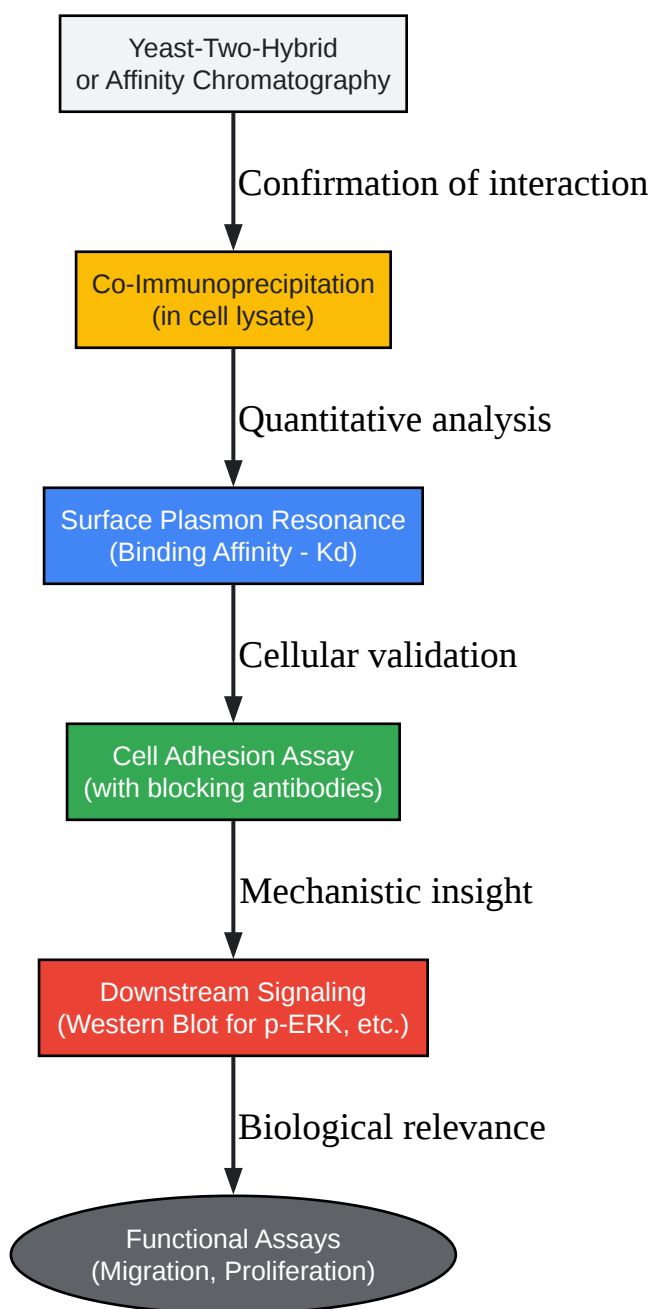 Yeast-Two-Hybrid
or Affinity Chromatography
Confirmation of interaction
Co-Immunoprecipitation
(in cell lysate)
Quantitative analysis
Surface Plasmon Resonance
(Binding Affinity - Kd)
Cellular validation
Cell Adhesion Assay
(with blocking antibodies)
Mechanistic insight
Downstream Signaling
(Western Blot for p-ERK, etc.)
Biological relevance
Functional Assays
(Migration, Proliferation)